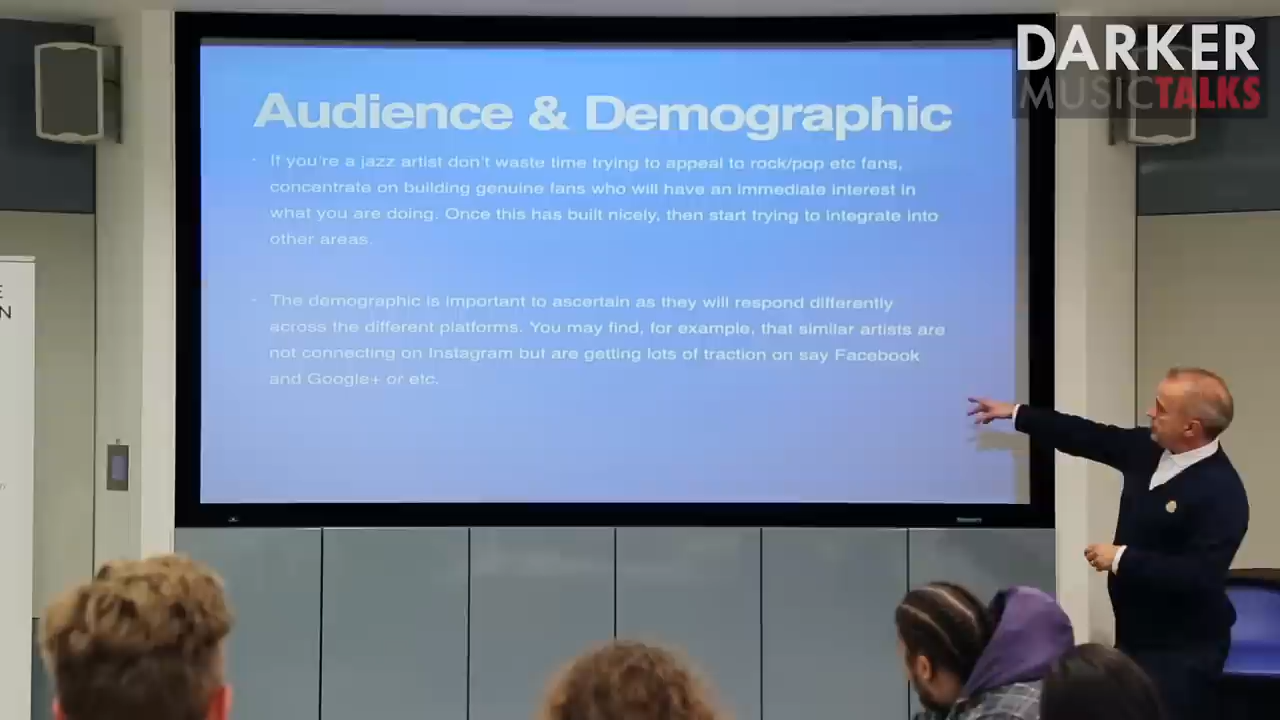 DARKER
MUSICTALKS
Audience & Demographic
· If you're a jazz artist don't waste time trying to appeal to rock/pop etc fans,
concentrate on building genuine fans who will have an immediate interest in
what you are doing. Once this has built nicely, then start trying to integrate into
other areas.
· The demographic is important to ascertain as they will respond differently
across the different platforms. You may find, for example, that similar artists are
not connecting on Instagram but are getting lots of traction on say Facebook
and Google+ or etc.
E
N